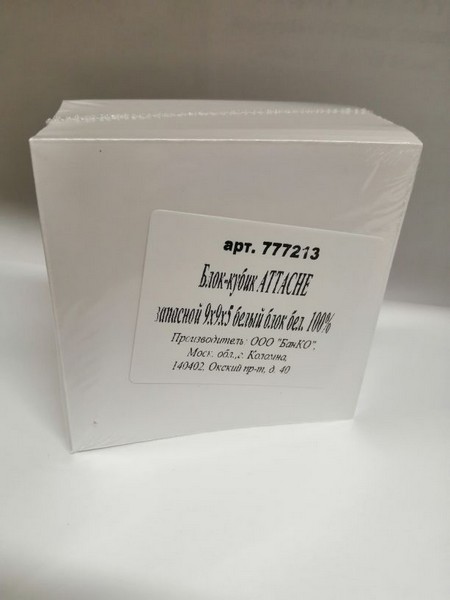 арт. 777213
Блок-кубик ATTACHE
запасной 9х9х5 белый блок бел. 100%
Производитель: ООО "БанКО",
Моск. обл.,г. Коломна,
140402, Окский пр-т, д. 40